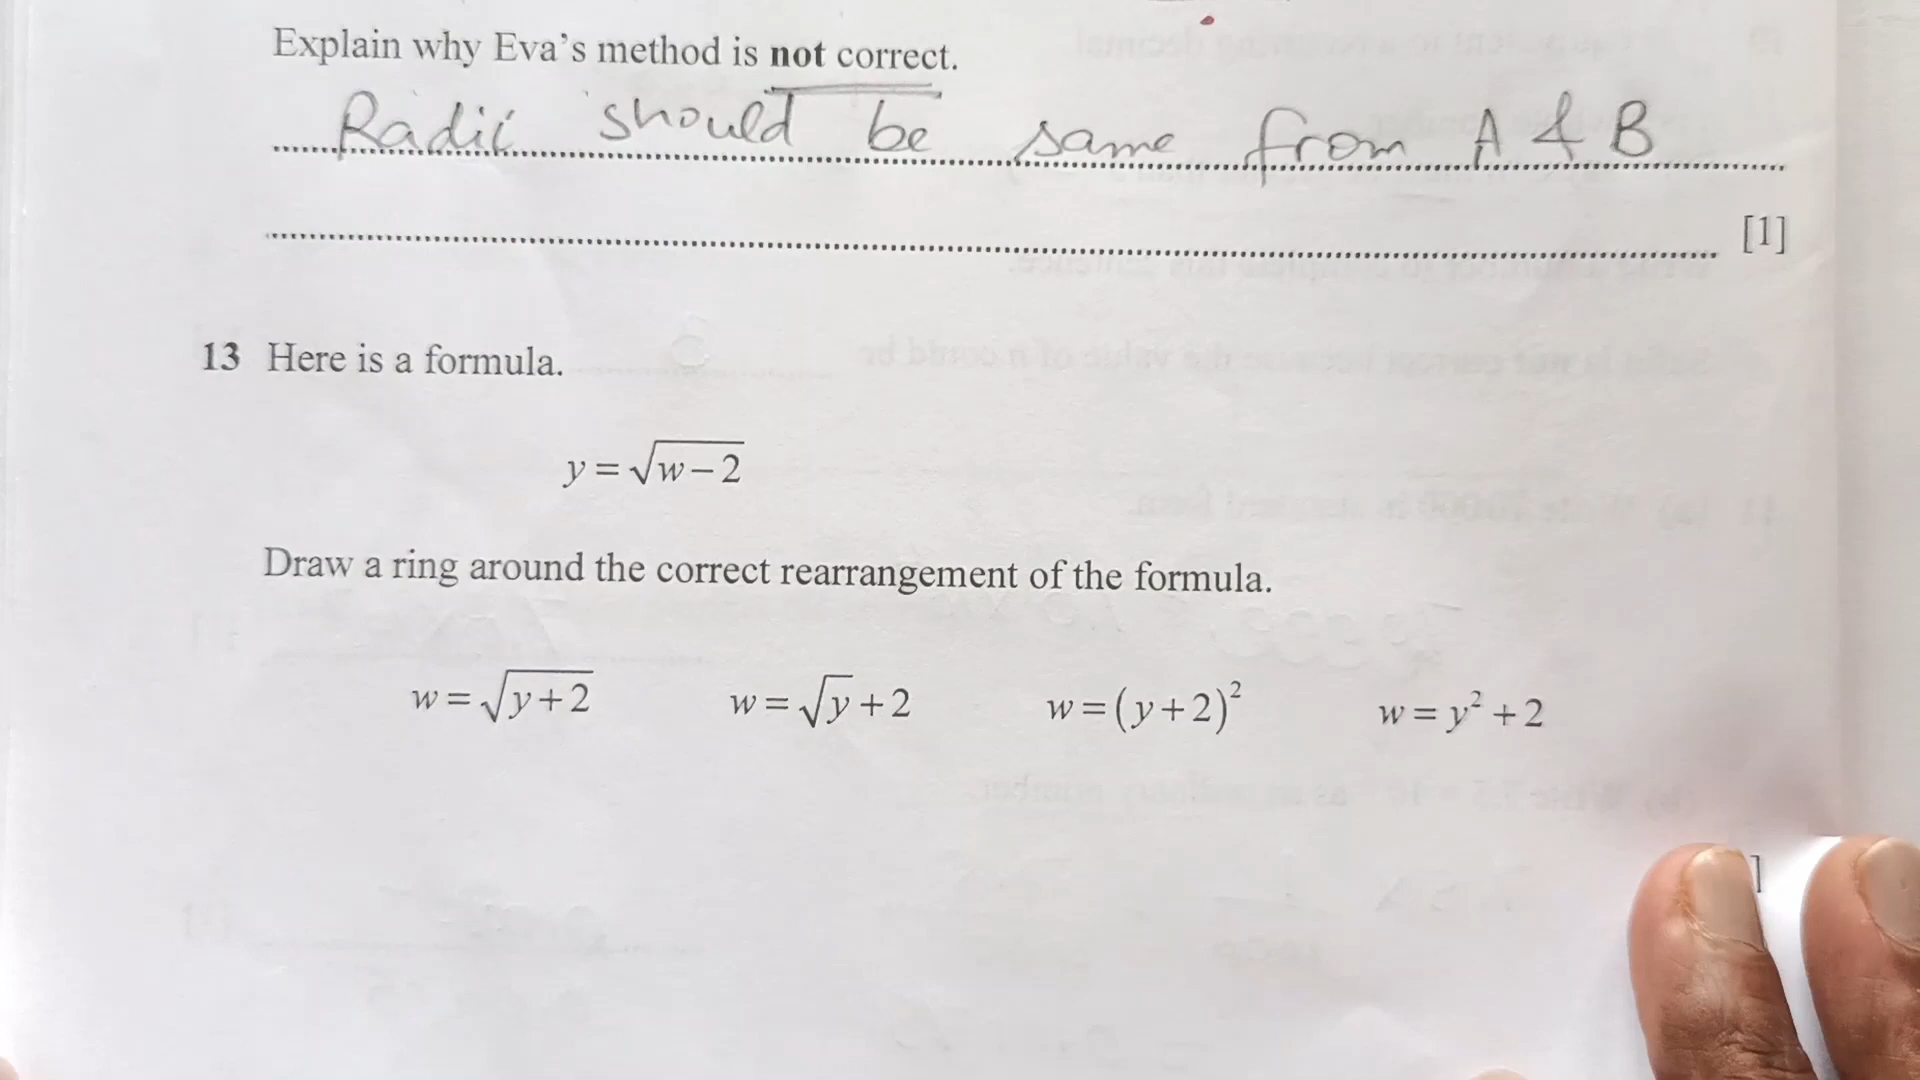 Explain why Eva's method is not correct.
Radii should be same from A & B
[1]
13 Here is a formula.
y = √(w − 2)
Draw a ring around the correct rearrangement of the formula.
w = √(y + 2) w = √y + 2 w = (y + 2)² w = y² + 2
]